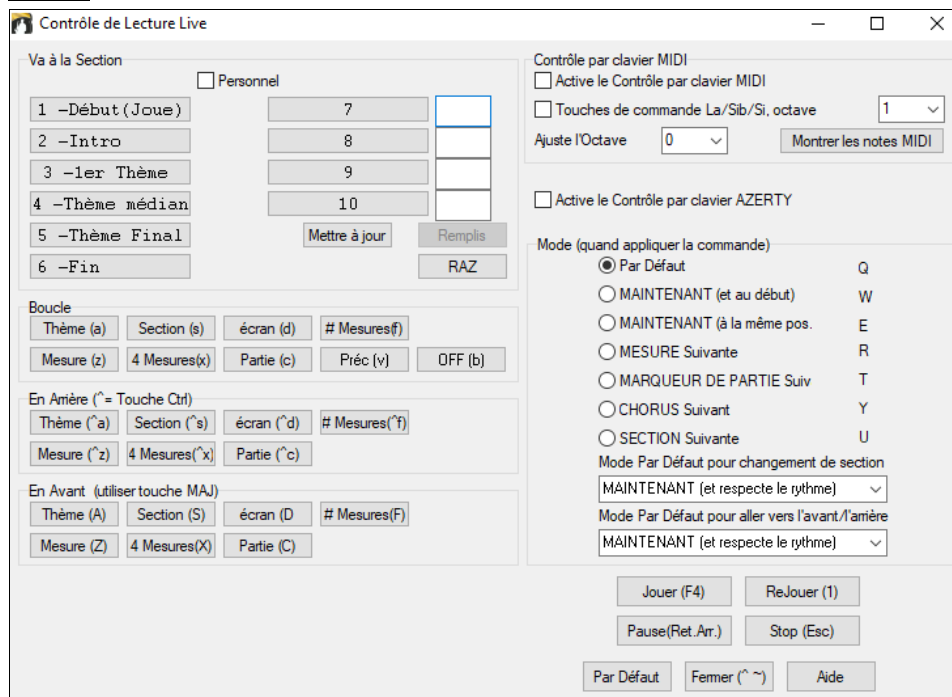 Contrôle de Lecture Live
Va à la Section
Personnel
1 -Début(Joue) 7
2 -Intro 8
3 -1er Thème 9
4 -Thème médian 10
5 -Thème Final Mettre à jour Remplis
6 -Fin RAZ
Boucle
Thème (a) Section (s) écran (d) # Mesures(f)
Mesure (z) 4 Mesures(x) Partie (c) Préc (v) OFF (b)
En Arrière (^= Touche Ctrl)
Thème (^a) Section (^s) écran (^d) # Mesures(^f)
Mesure (^z) 4 Mesures(^x) Partie (^c)
En Avant (utiliser touche MAJ)
Thème (A) Section (S) écran (D # Mesures(F)
Mesure (Z) 4 Mesures(X) Partie (C)
Contrôle par clavier MIDI
Active le Contrôle par clavier MIDI
Touches de commande La/Sib/Si, octave 1
Ajuste l'Octave 0 Montrer les notes MIDI
Active le Contrôle par clavier AZERTY
Mode (quand appliquer la commande)
Par Défaut Q
MAINTENANT (et au début) W
MAINTENANT (à la même pos. E
MESURE Suivante R
MARQUEUR DE PARTIE Suiv T
CHORUS Suivant Y
SECTION Suivante U
Mode Par Défaut pour changement de section
MAINTENANT (et respecte le rythme)
Mode Par Défaut pour aller vers l'avant/l'arrière
MAINTENANT (et respecte le rythme)
Jouer (F4) ReJouer (1)
Pause(Ret.Arr.) Stop (Esc)
Par Défaut Fermer (^ ~) Aide